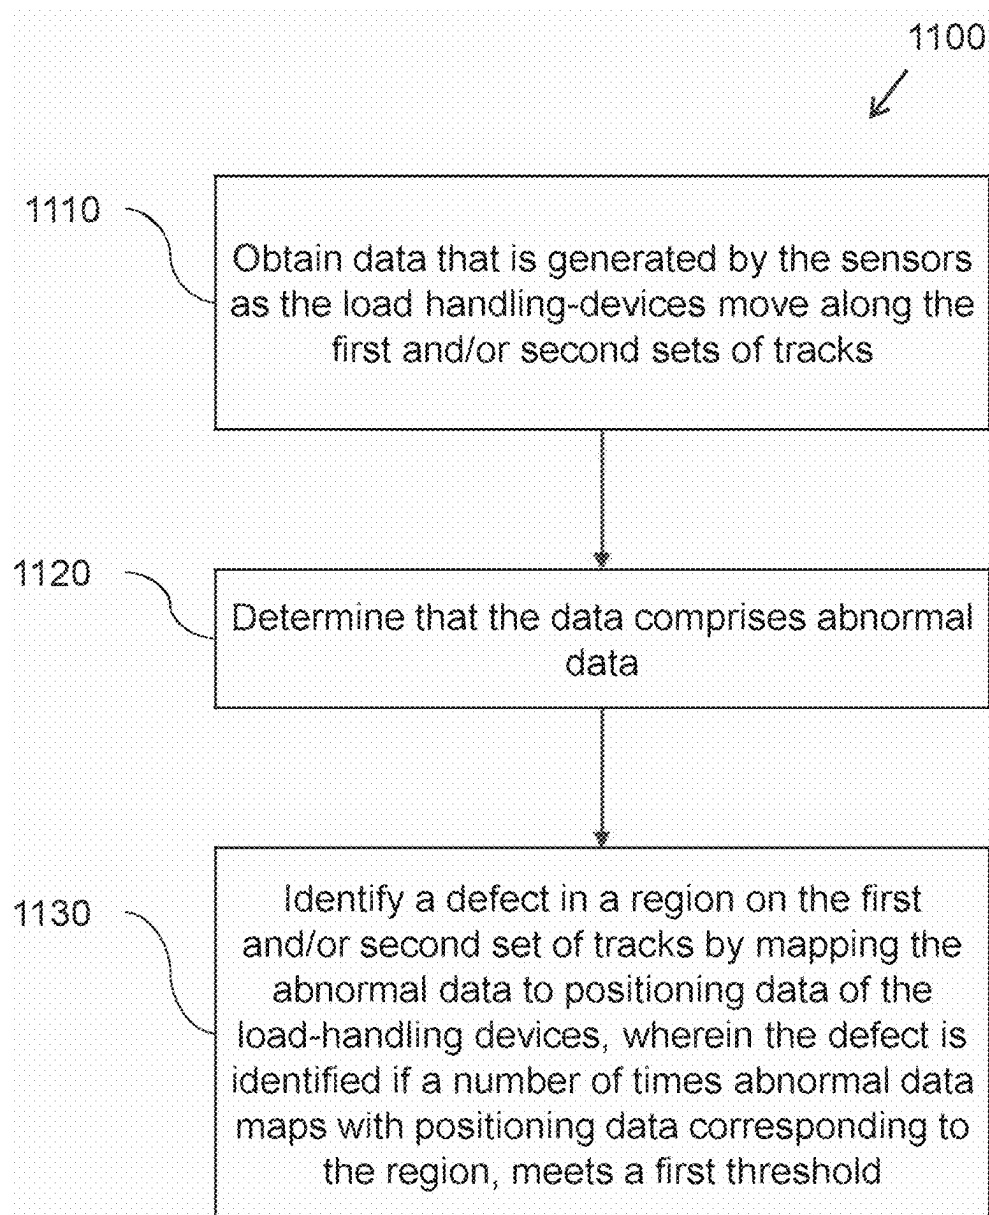 1100
1110
Obtain data that is generated by the sensors
as the load handling-devices move along the
first and/or second sets of tracks
1120
Determine that the data comprises abnormal
data
1130
Identify a defect in a region on the first
and/or second set of tracks by mapping the
abnormal data to positioning data of the
load-handling devices, wherein the defect is
identified if a number of times abnormal data
maps with positioning data corresponding to
the region, meets a first threshold